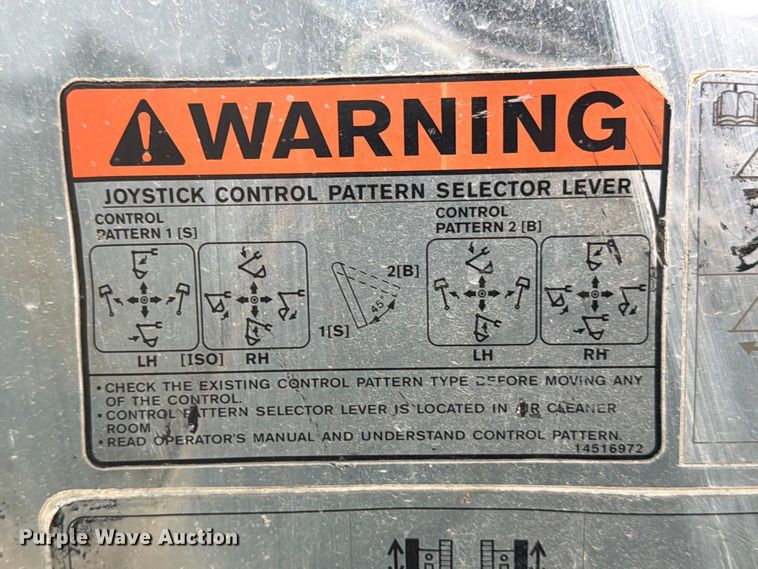 WARNING
JOYSTICK CONTROL PATTERN SELECTOR LEVER
CONTROL
PATTERN 1 [S]
CONTROL
PATTERN 2 [B]
2[B]
45°
1[S]
LH [ISO] RH
LH RH
•CHECK THE EXISTING CONTROL PATTERN TYPE BEFORE MOVING ANY
OF THE CONTROL.
•CONTROL PATTERN SELECTOR LEVER IS LOCATED IN AIR CLEANER
ROOM
•READ OPERATOR'S MANUAL AND UNDERSTAND CONTROL PATTERN.
14516972
Purple Wave Auction